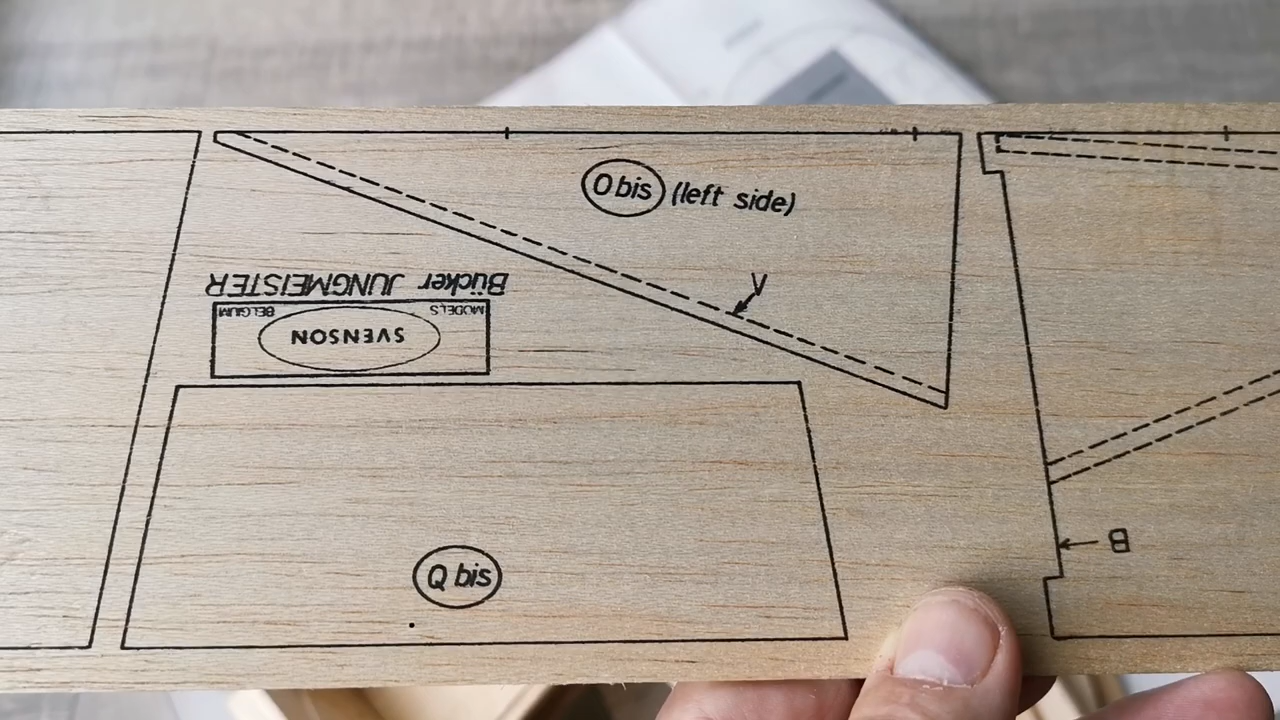 O bis (left side)
V
Bücker JUNGMEISTER
MODELS BELGIUM
SVENSON
Q bis
B